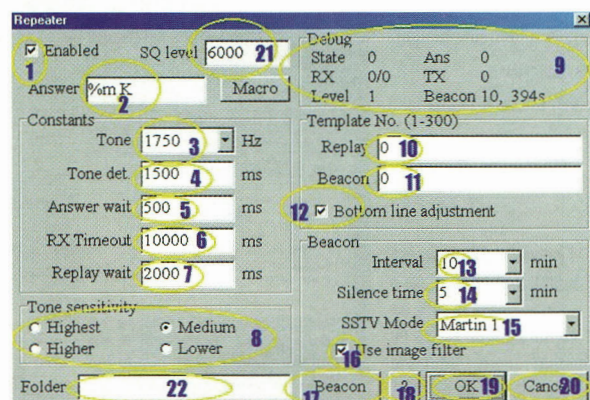 Repeater
Enabled
1
SQ level 6000 21
Answer %m K
2
Macro
Debug
State 0 Ans 0
RX 0/0 TX 0
Level 1 Beacon 10, 394s
9
Constants
Tone 1750 3 Hz
Tone det. 1500 4 ms
Answer wait 500 5 ms
RX Timeout 10000 6 ms
Replay wait 2000 7 ms
Template No. (1-300)
Replay 0 10
Beacon 0 11
12 Bottom line adjustment
Tone sensitivity
Highest Medium
Higher Lower
8
Beacon
Interval 10 13 min
Silence time 5 14 min
SSTV Mode Martin 1 15
16 Use image filter
Folder 22
Beacon 17
? 18
OK 19
Cancel 20